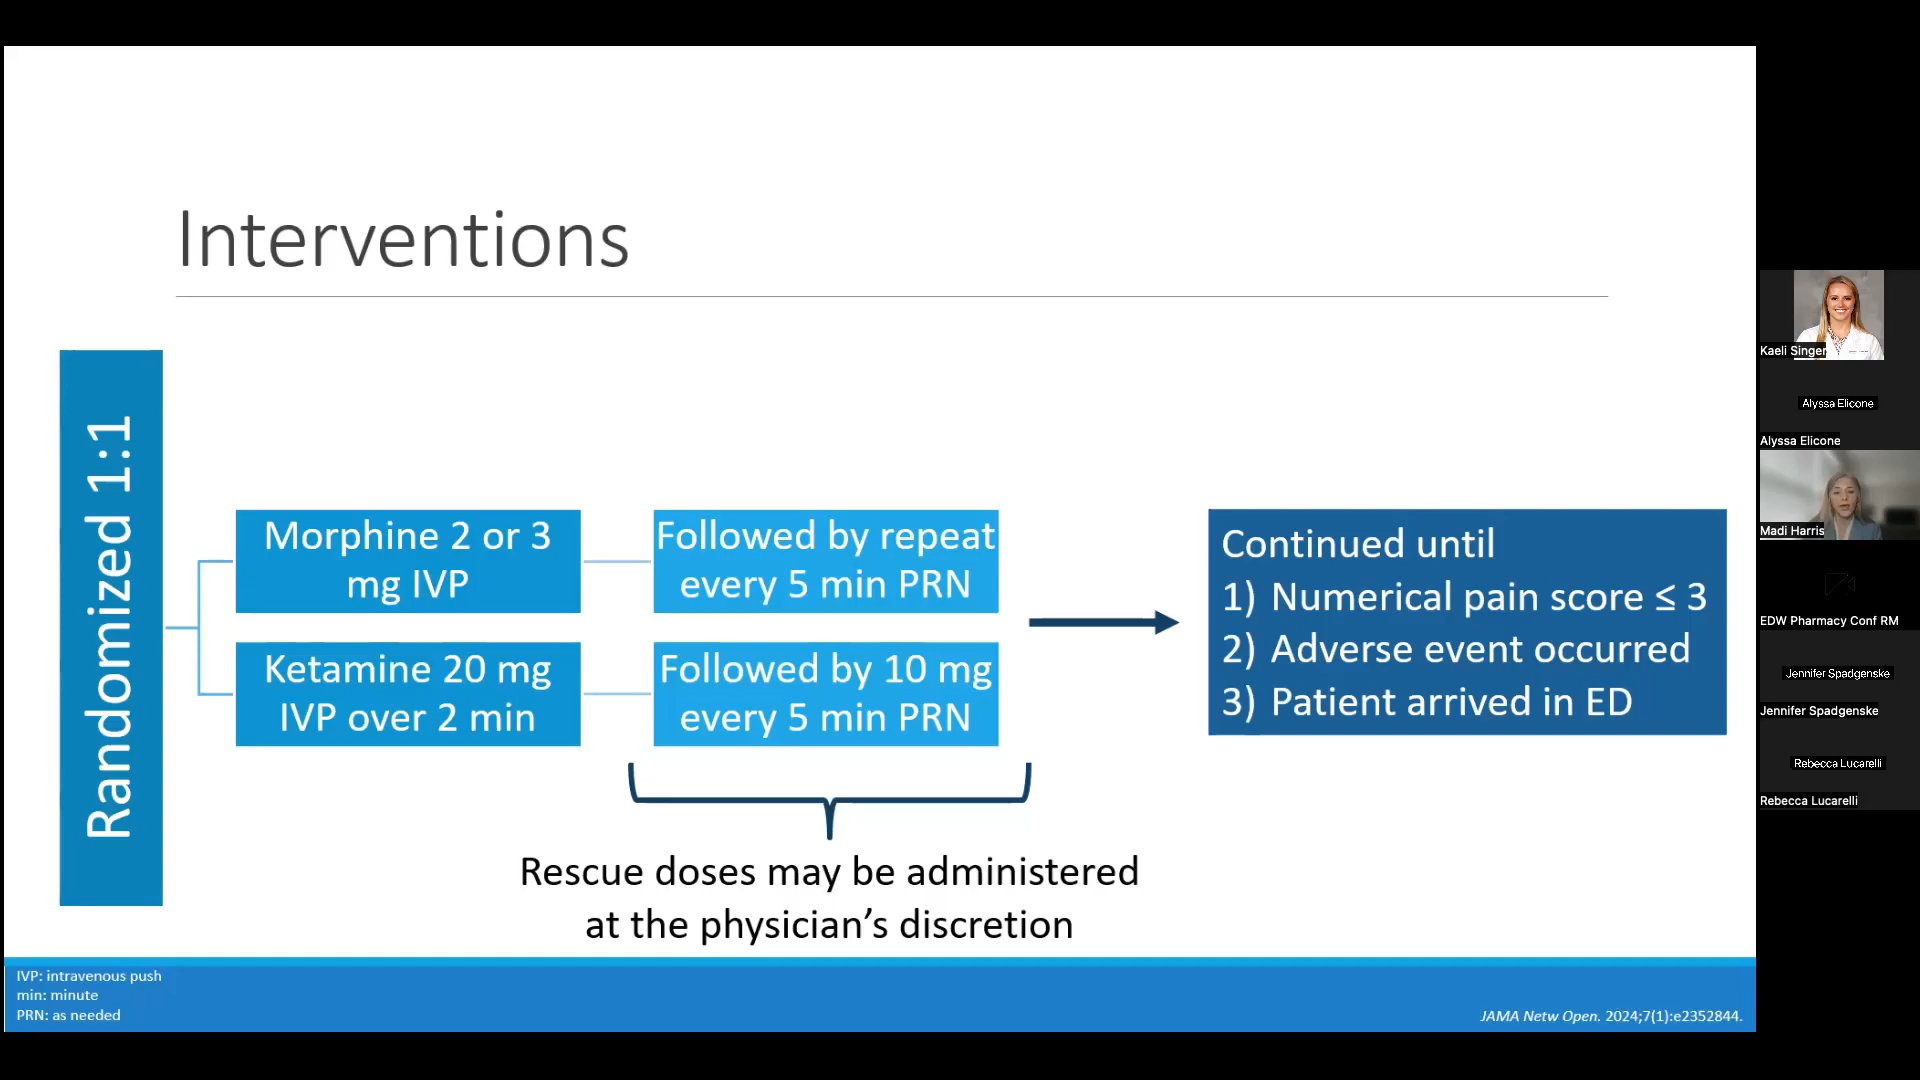 Interventions
Randomized 1:1
Morphine 2 or 3
mg IVP
Followed by repeat
every 5 min PRN
Ketamine 20 mg
IVP over 2 min
Followed by 10 mg
every 5 min PRN
Continued until
1) Numerical pain score ≤ 3
2) Adverse event occurred
3) Patient arrived in ED
Rescue doses may be administered
at the physician’s discretion
IVP: intravenous push
min: minute
PRN: as needed
JAMA Netw Open. 2024;7(1):e2352844.
Kaeli Singer
Alyssa Elicone
Alyssa Elicone
Madi Harris
EDW Pharmacy Conf RM
Jennifer Spadgenske
Jennifer Spadgenske
Rebecca Lucarelli
Rebecca Lucarelli